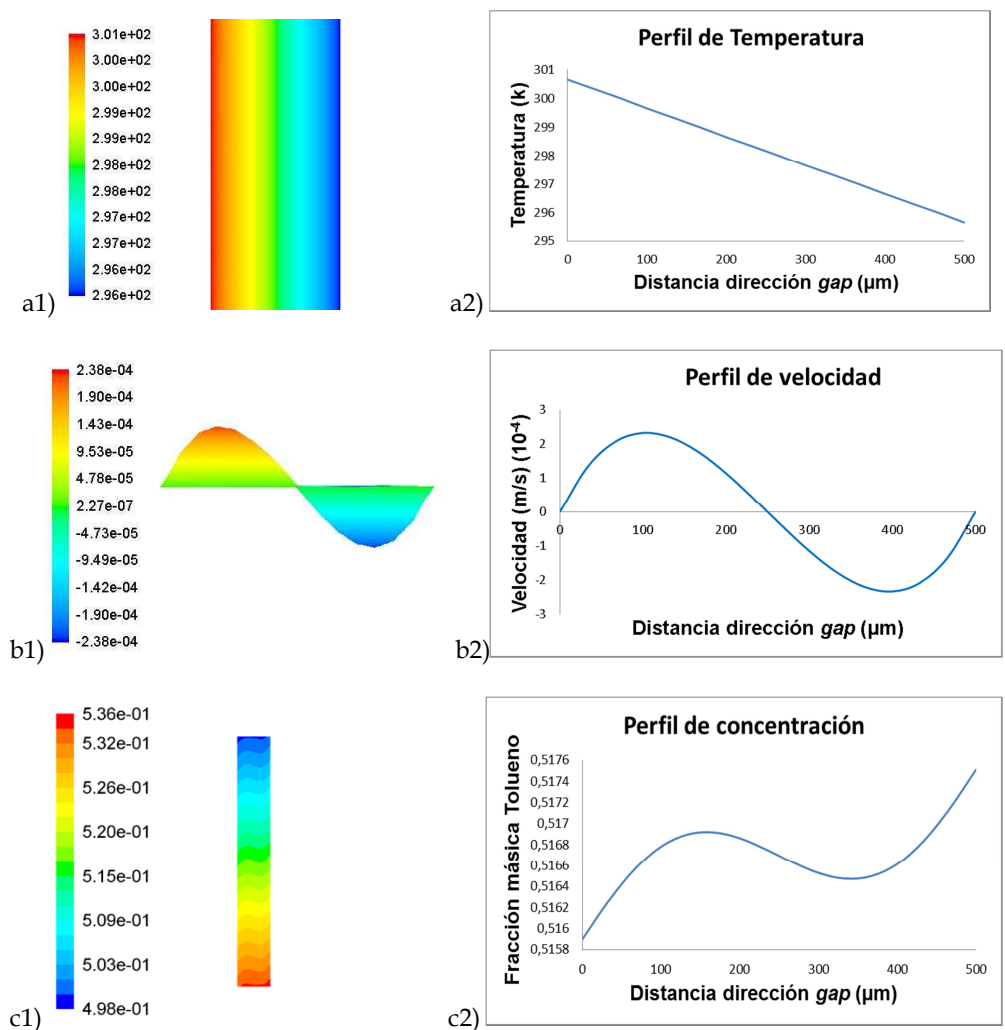 3.01e+02
3.00e+02
3.00e+02
2.99e+02
2.99e+02
2.98e+02
2.98e+02
2.97e+02
2.97e+02
2.96e+02
2.96e+02
a1)
Perfil de Temperatura
Temperatura (k)
301
300
299
298
297
296
295
0 100 200 300 400 500
Distancia dirección gap (µm)
a2)
2.38e-04
1.90e-04
1.43e-04
9.53e-05
4.78e-05
2.27e-07
-4.73e-05
-9.49e-05
-1.42e-04
-1.90e-04
-2.38e-04
b1)
Perfil de velocidad
Velocidad (m/s) (10⁻⁴)
3
2
1
0
-1
-2
-3
0 100 200 300 400 500
Distancia dirección gap (µm)
b2)
5.36e-01
5.32e-01
5.26e-01
5.20e-01
5.15e-01
5.09e-01
5.03e-01
4.98e-01
c1)
Perfil de concentración
Fracción másica Tolueno
0,5176
0,5174
0,5172
0,517
0,5168
0,5166
0,5164
0,5162
0,516
0,5158
0 100 200 300 400 500
Distancia dirección gap (µm)
c2)